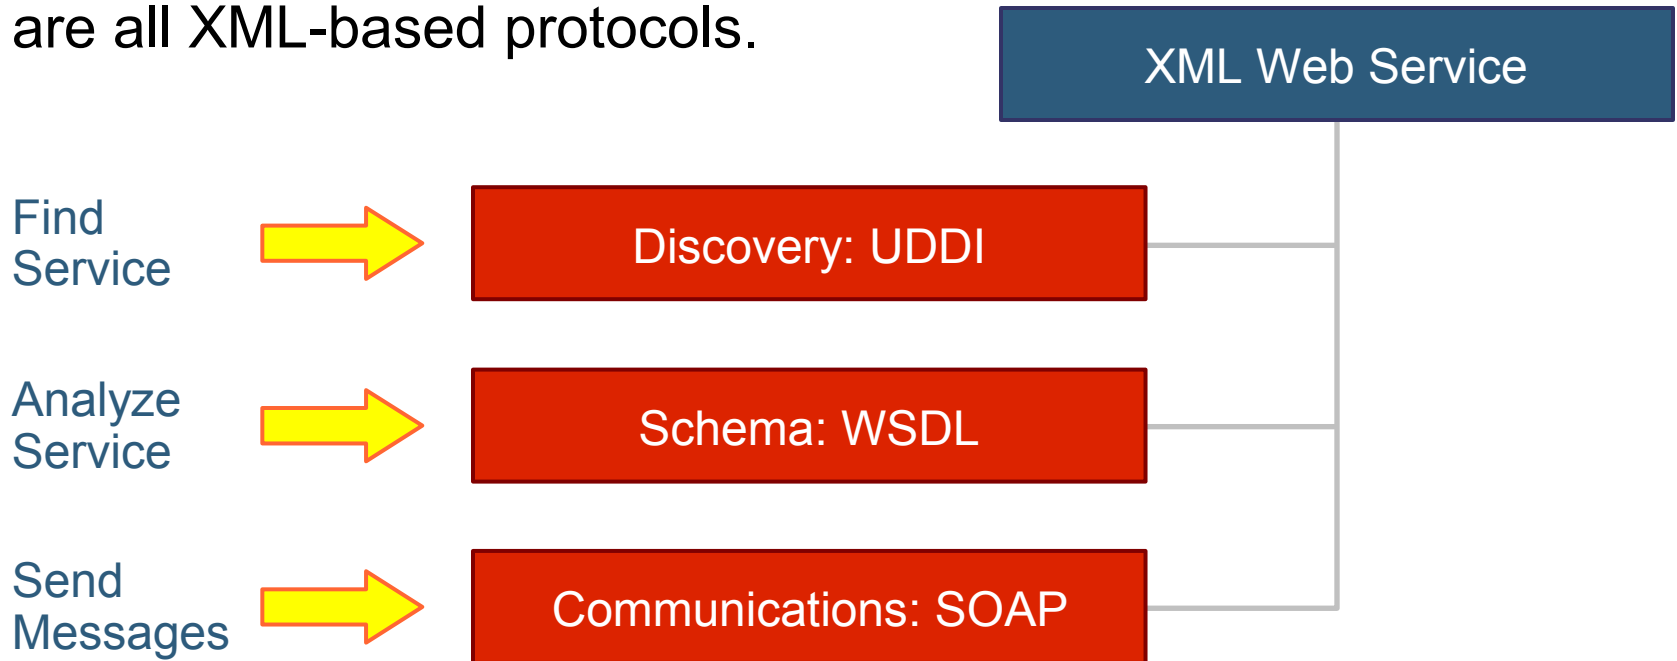 are all XML-based protocols.
XML Web Service
Find
Service
Discovery: UDDI
Analyze
Service
Schema: WSDL
Send
Messages
Communications: SOAP